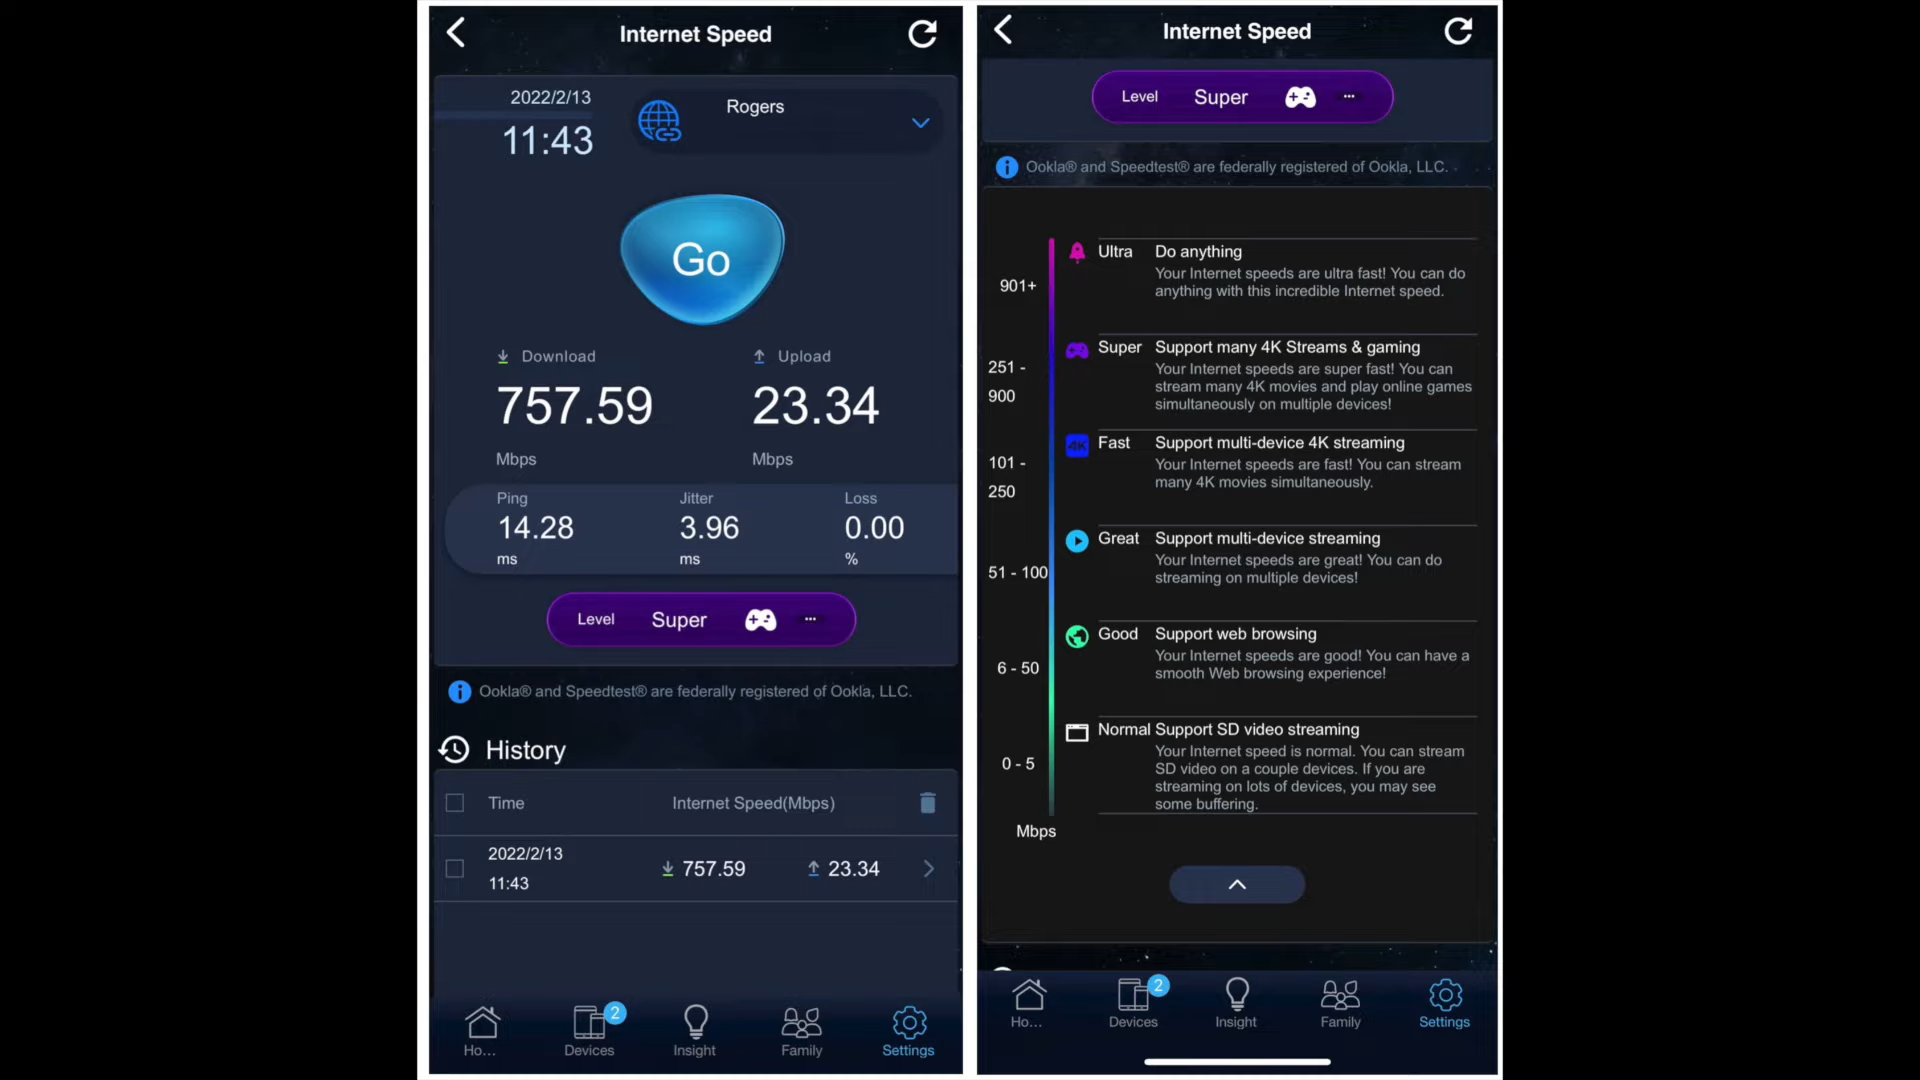 Internet Speed
2022/2/13
11:43
Rogers
Go
Download
Upload
757.59
23.34
Mbps
Mbps
Ping
Jitter
Loss
14.28
3.96
0.00
ms
ms
%
Level Super ...
Ookla® and Speedtest® are federally registered of Ookla, LLC.
History
Time Internet Speed(Mbps)
2022/2/13
11:43
757.59 23.34
2
Ho... Devices Insight Family Settings
Internet Speed
Level Super ...
Ookla® and Speedtest® are federally registered of Ookla, LLC.
901+
Ultra Do anything
Your Internet speeds are ultra fast! You can do
anything with this incredible Internet speed.
251 -
900
Super Support many 4K Streams & gaming
Your Internet speeds are super fast! You can
stream many 4K movies and play online games
simultaneously on multiple devices!
101 -
250
4K
Fast Support multi-device 4K streaming
Your Internet speeds are fast! You can stream
many 4K movies simultaneously.
51 - 100
Great Support multi-device streaming
Your Internet speeds are great! You can do
streaming on multiple devices!
6 - 50
Good Support web browsing
Your Internet speeds are good! You can have a
smooth Web browsing experience!
0 - 5
Normal Support SD video streaming
Your Internet speed is normal. You can stream
SD video on a couple devices. If you are
streaming on lots of devices, you may see
some buffering.
Mbps
2
Ho... Devices Insight Family Settings